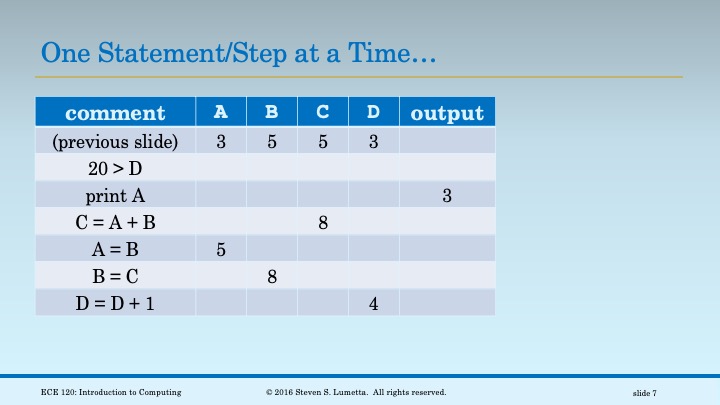 One Statement/Step at a Time…
comment A B C D output
(previous slide) 3 5 5 3
20 > D
print A 3
C = A + B 8
A = B 5
B = C 8
D = D + 1 4
ECE 120: Introduction to Computing © 2016 Steven S. Lumetta. All rights reserved. slide 7